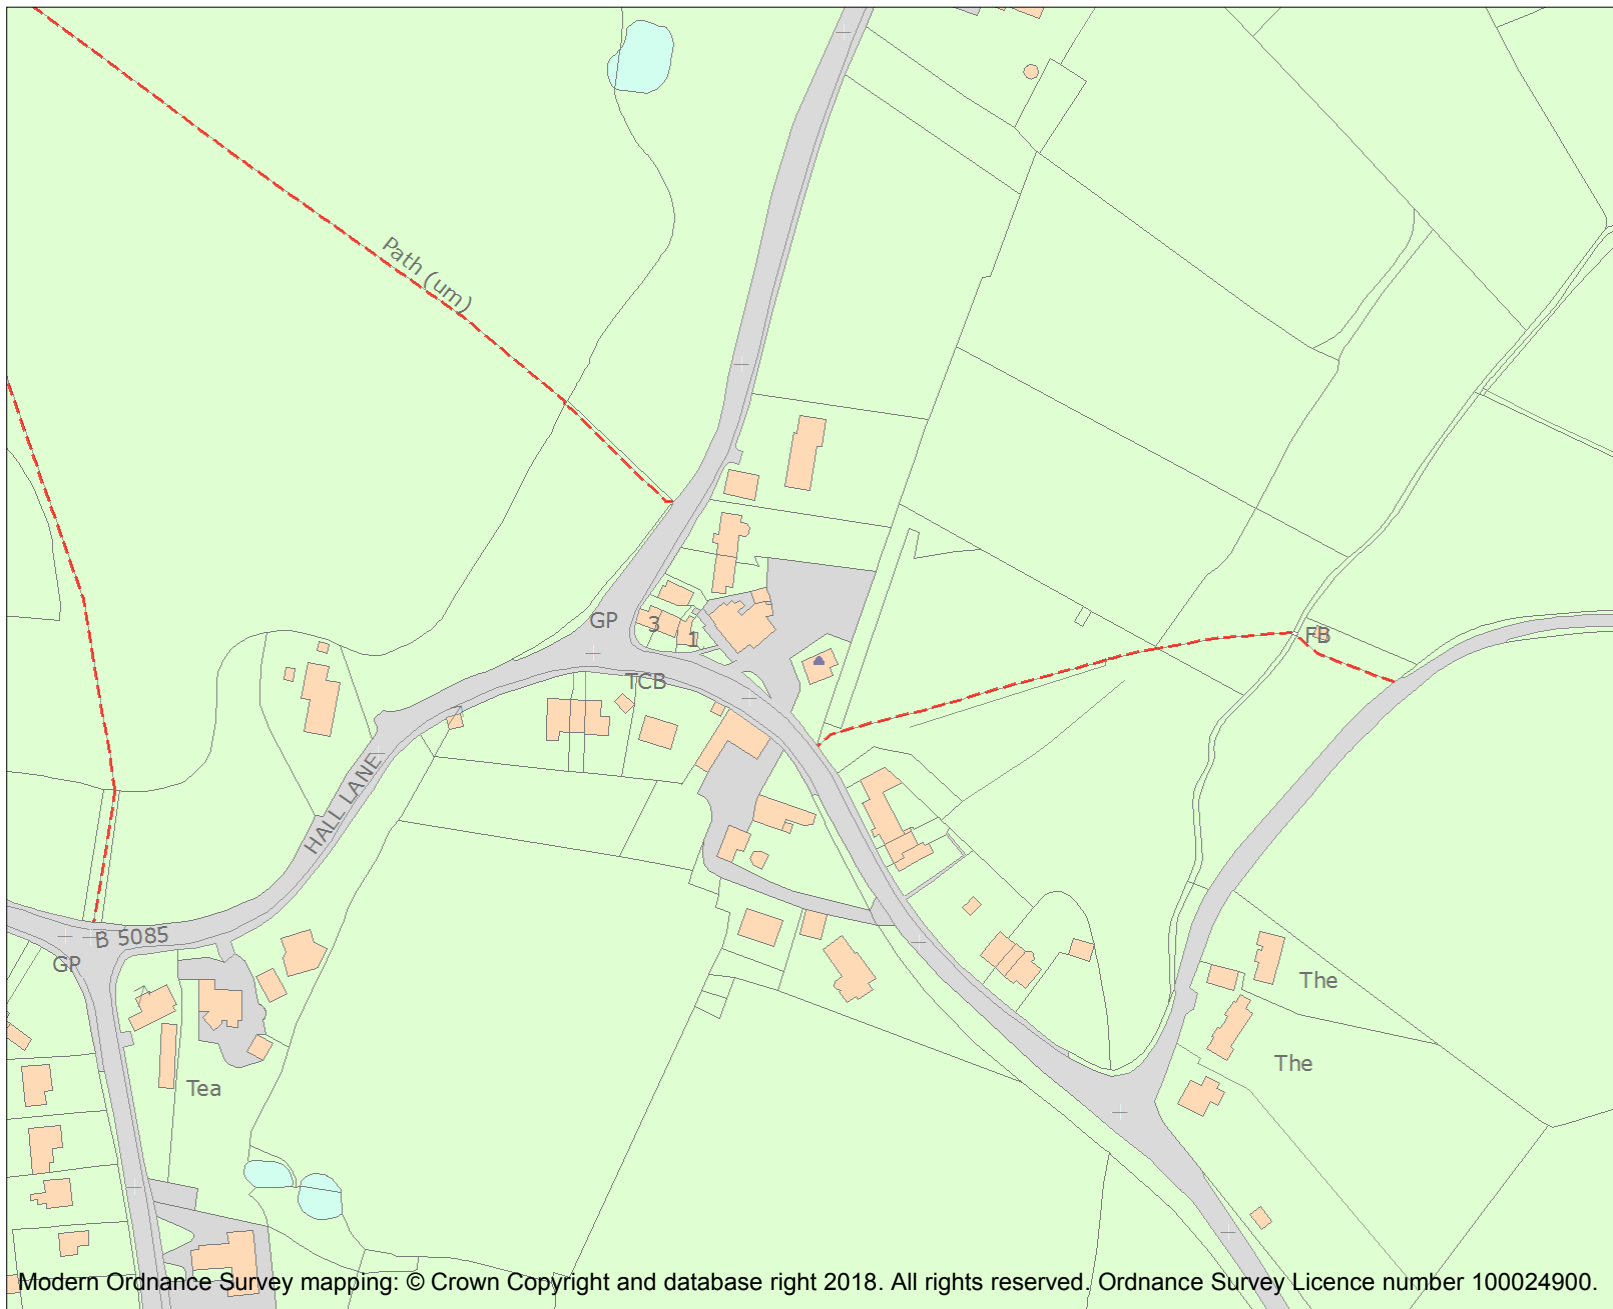 Path (um)
GP
3
1
TCB
FB
HALL LANE
B 5085
GP
The
The
Tea
Modern Ordnance Survey mapping: © Crown Copyright and database right 2018. All rights reserved. Ordnance Survey Licence number 100024900.